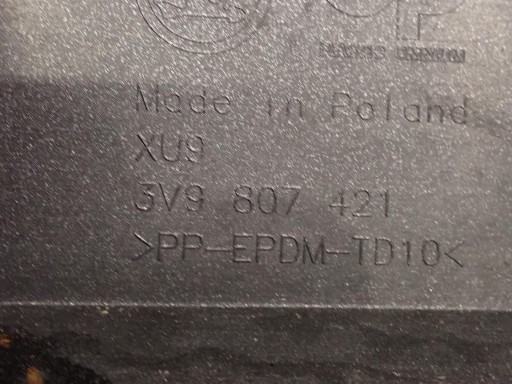 Made in Poland
XU9
3V9 807 421
>PP-EPDM-TD10<